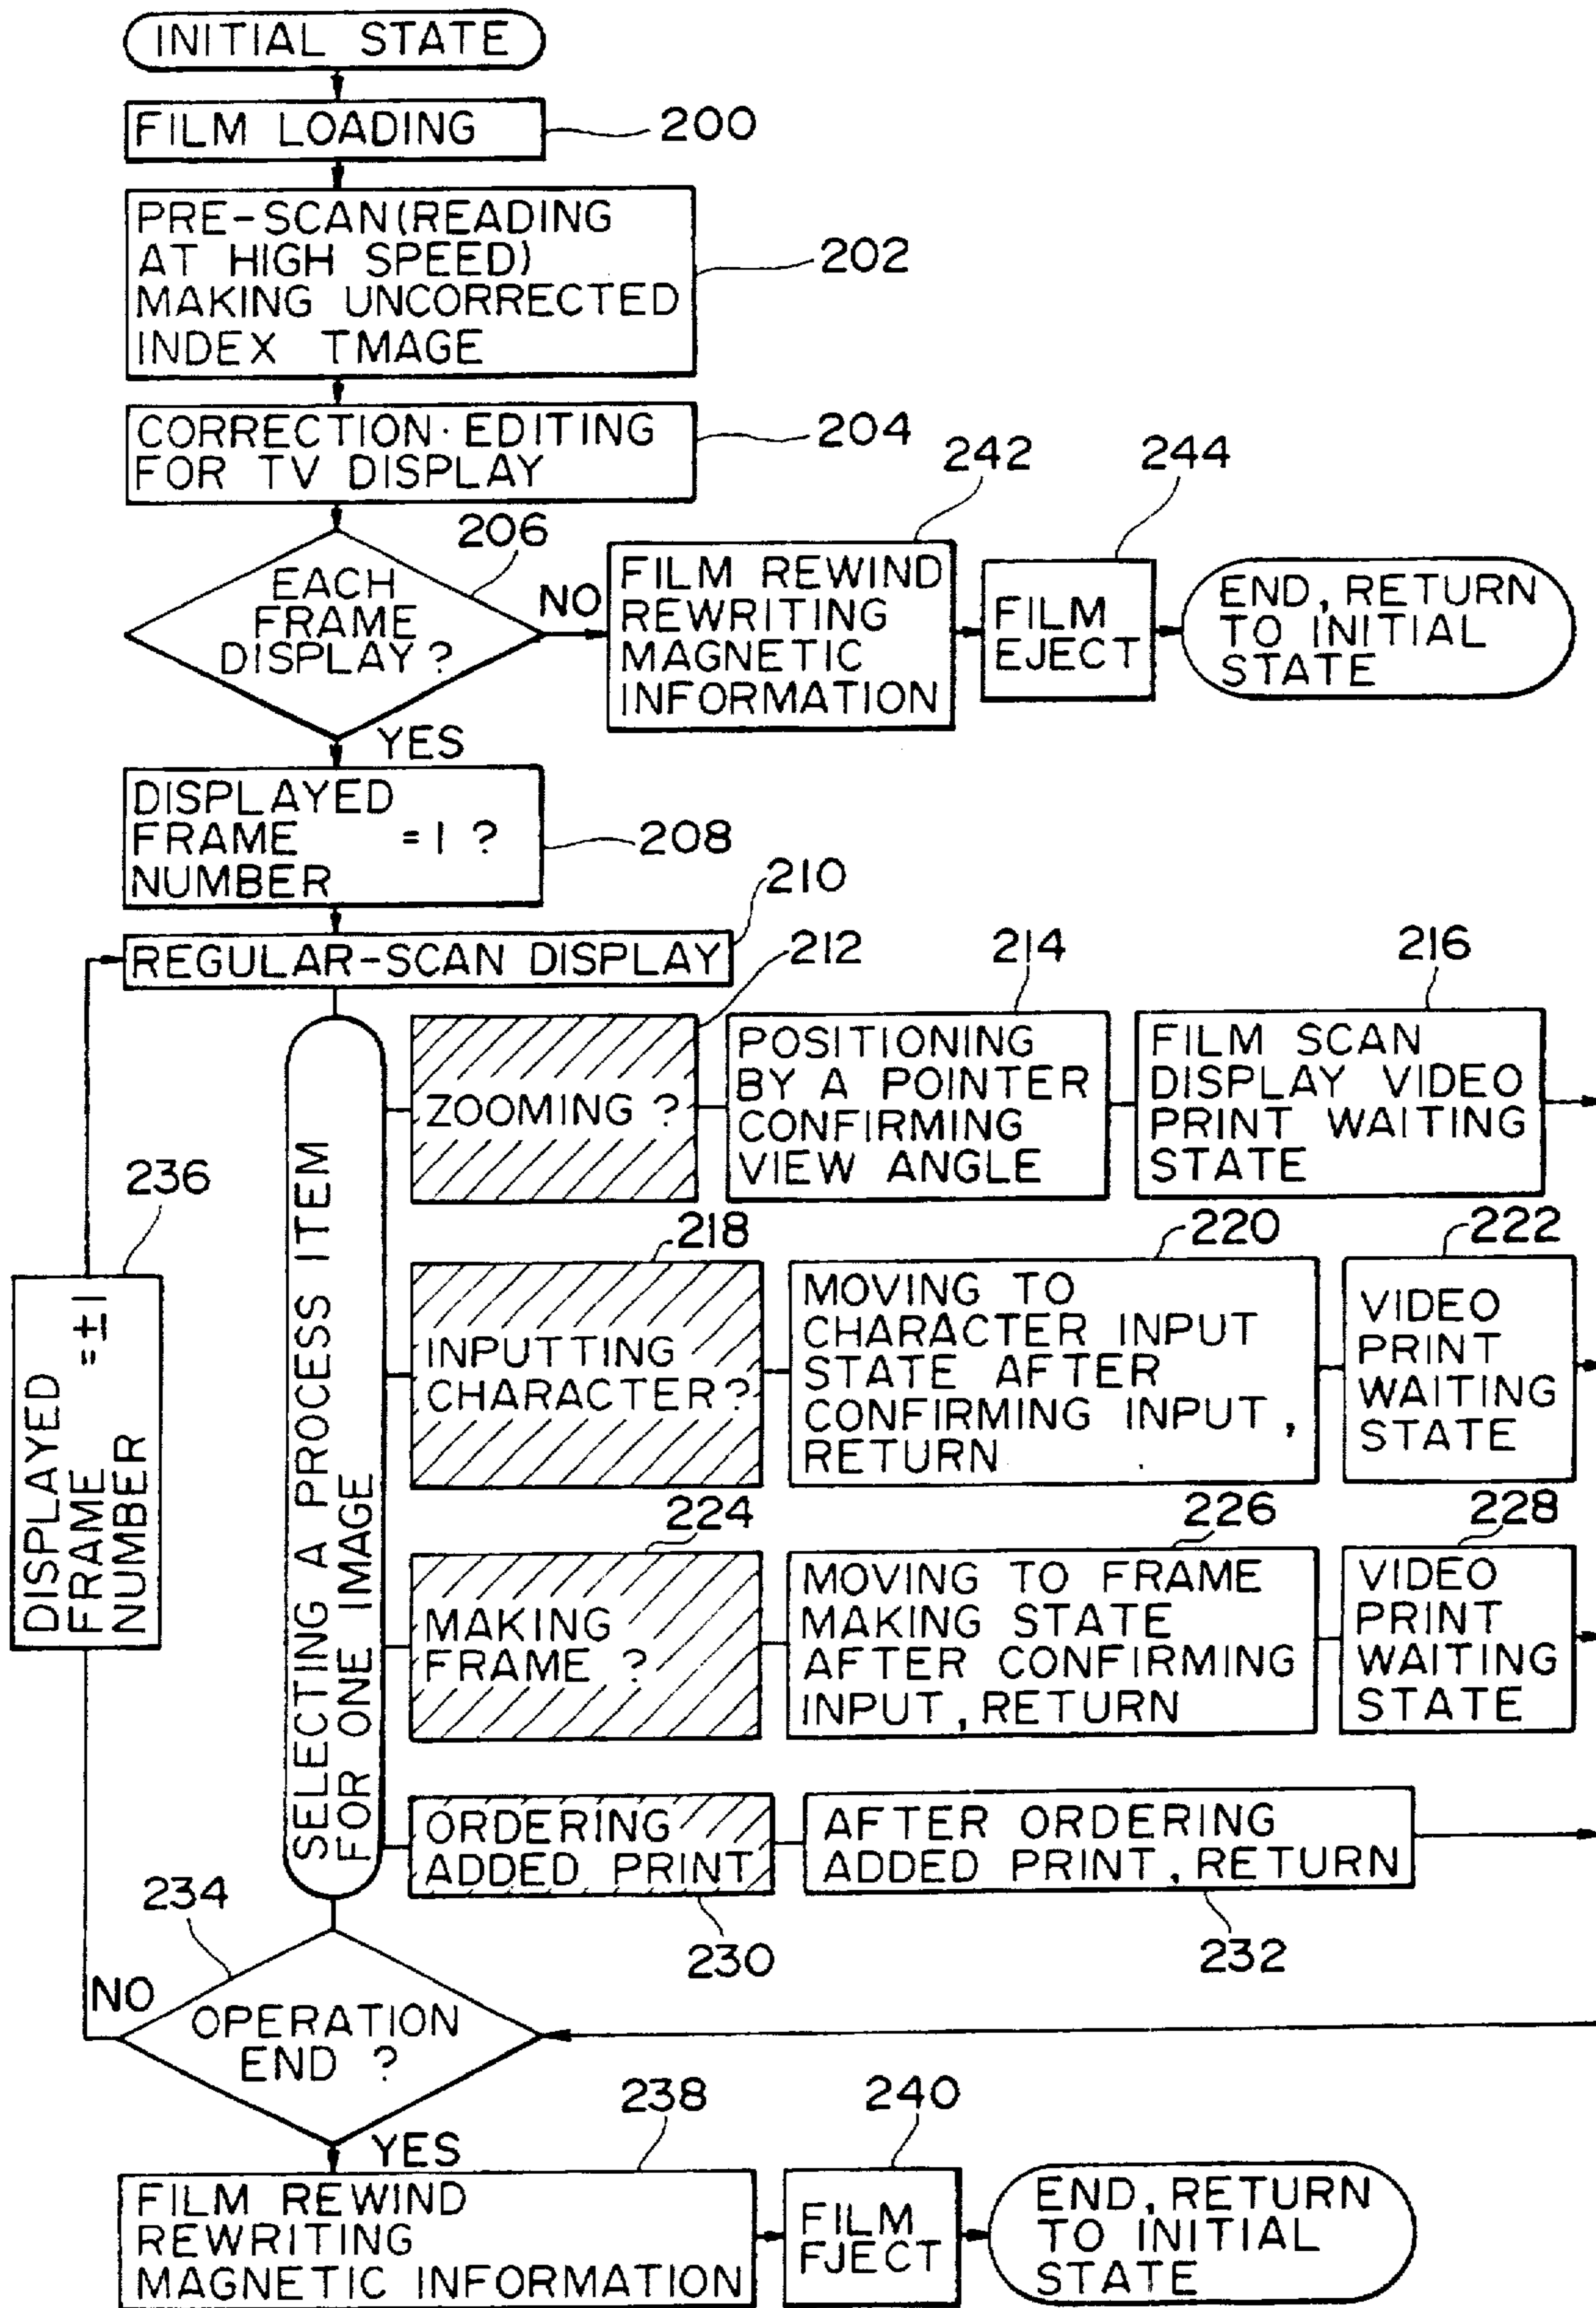 INITIAL STATE
FILM LOADING
200
PRE-SCAN(READING
AT HIGH SPEED)
MAKING UNCORRECTED
INDEX TMAGE
202
CORRECTION·EDITING
FOR TV DISPLAY
204
206
EACH
FRAME
DISPLAY?
NO
242
FILM REWIND
REWRITING
MAGNETIC
INFORMATION
244
FILM
EJECT
END, RETURN
TO INITIAL
STATE
YES
DISPLAYED
FRAME =1 ?
NUMBER
208
210
REGULAR-SCAN DISPLAY
SELECTING A PROCESS ITEM
FOR ONE IMAGE
212
ZOOMING ?
214
POSITIONING
BY A POINTER
CONFIRMING
VIEW ANGLE
216
FILM SCAN
DISPLAY VIDEO
PRINT WAITING
STATE
236
DISPLAYED
FRAME =±1
NUMBER
218
INPUTTING
CHARACTER?
220
MOVING TO
CHARACTER INPUT
STATE AFTER
CONFIRMING INPUT,
RETURN
222
VIDEO
PRINT
WAITING
STATE
224
MAKING
FRAME ?
226
MOVING TO FRAME
MAKING STATE
AFTER CONFIRMING
INPUT, RETURN
228
VIDEO
PRINT
WAITING
STATE
ORDERING
ADDED PRINT
230
AFTER ORDERING
ADDED PRINT, RETURN
232
234
OPERATION
END ?
NO
YES
238
FILM REWIND
REWRITING
MAGNETIC INFORMATION
240
FILM
FJECT
END, RETURN
TO INITIAL
STATE